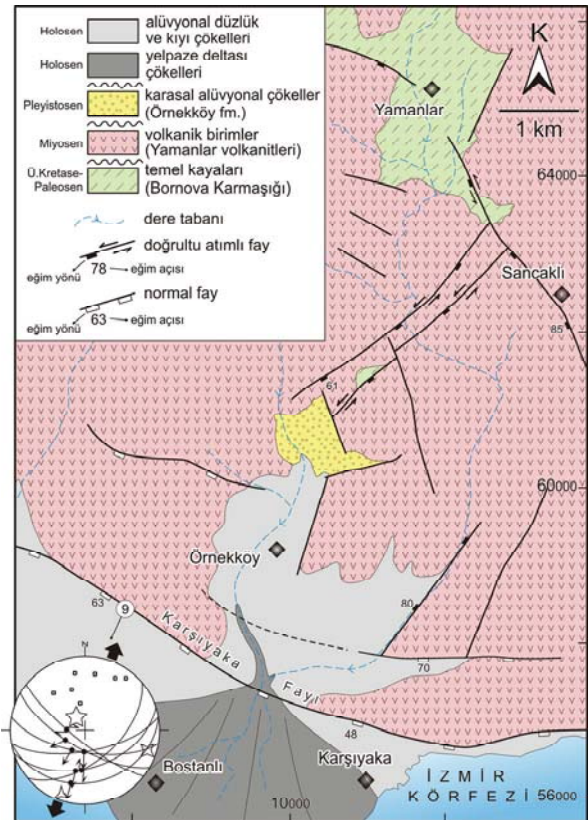 Holosen
alüvyonal düzlük
ve kıyı çökelleri
Holosen
yelpaze deltası
çökelleri
Pleyistosen
karasal alüvyonal çökeller
(Örnekköy fm.)
Miyosen
volkanik birimler
(Yamanlar volkanitleri)
Ü.Kretase-
Paleosen
temel kayaları
(Bornova Karmaşığı)
dere tabanı
doğrultu atımlı fay
eğim yönü 78 eğim açısı
normal fay
eğim yönü 63 eğim açısı
K
1 km
Yamanlar
64000
Sancaklı
85
61
60000
Örnekköy
63
9
80
Karşıyaka Fayı
70
N
48
Bostanlı
Karşıyaka
İZMİR
KÖRFEZİ
56000
10000